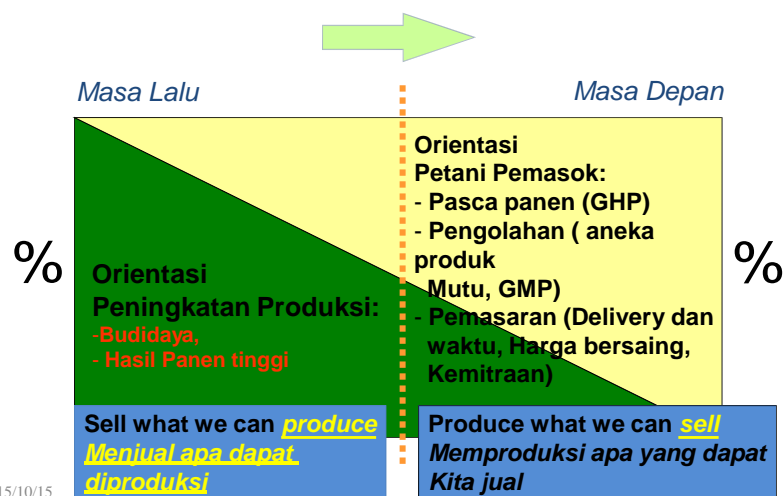 Masa Lalu
Masa Depan
%
%
Orientasi
Peningkatan Produksi:
-Budidaya,
- Hasil Panen tinggi
Orientasi
Petani Pemasok:
- Pasca panen (GHP)
- Pengolahan ( aneka
produk
Mutu, GMP)
- Pemasaran (Delivery dan
waktu, Harga bersaing,
Kemitraan)
Sell what we can produce
Menjual apa dapat
diproduksi
Produce what we can sell
Memproduksi apa yang dapat
Kita jual
15/10/15